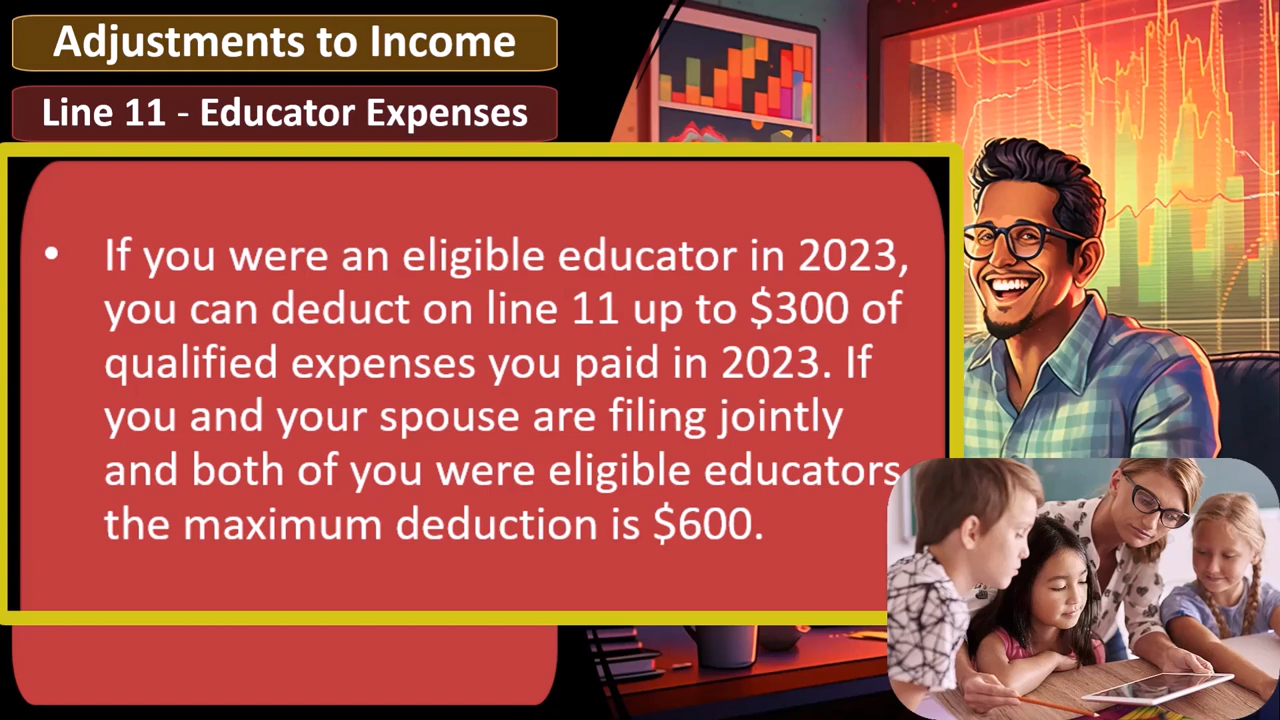 Adjustments to Income
Line 11 - Educator Expenses
• If you were an eligible educator in 2023,
you can deduct on line 11 up to $300 of
qualified expenses you paid in 2023. If
you and your spouse are filing jointly
and both of you were eligible educators
the maximum deduction is $600.